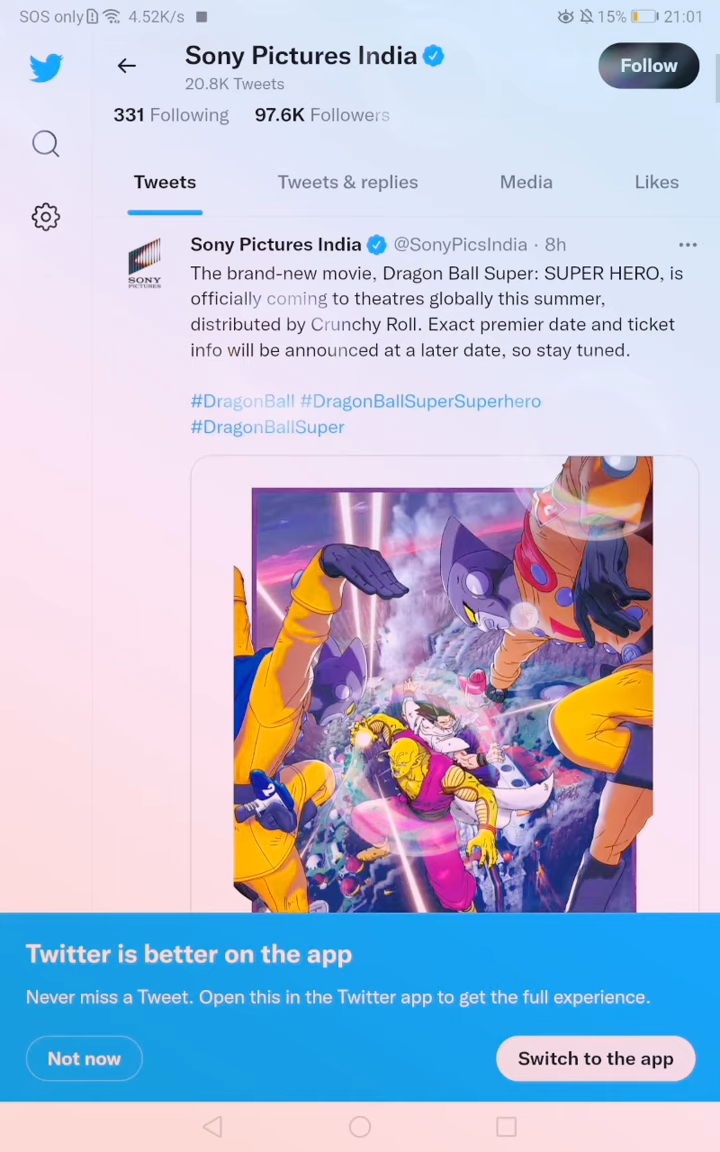 SOS only 4.52K/s 15% 21:01
Sony Pictures India
20.8K Tweets
Follow
331 Following 97.6K Followers
Tweets Tweets & replies Media Likes
Sony Pictures India @SonyPicsIndia · 8h
SONY
PICTURES
The brand-new movie, Dragon Ball Super: SUPER HERO, is
officially coming to theatres globally this summer,
distributed by Crunchy Roll. Exact premier date and ticket
info will be announced at a later date, so stay tuned.
#DragonBall #DragonBallSuperSuperhero
#DragonBallSuper
2
Twitter is better on the app
Never miss a Tweet. Open this in the Twitter app to get the full experience.
Not now Switch to the app